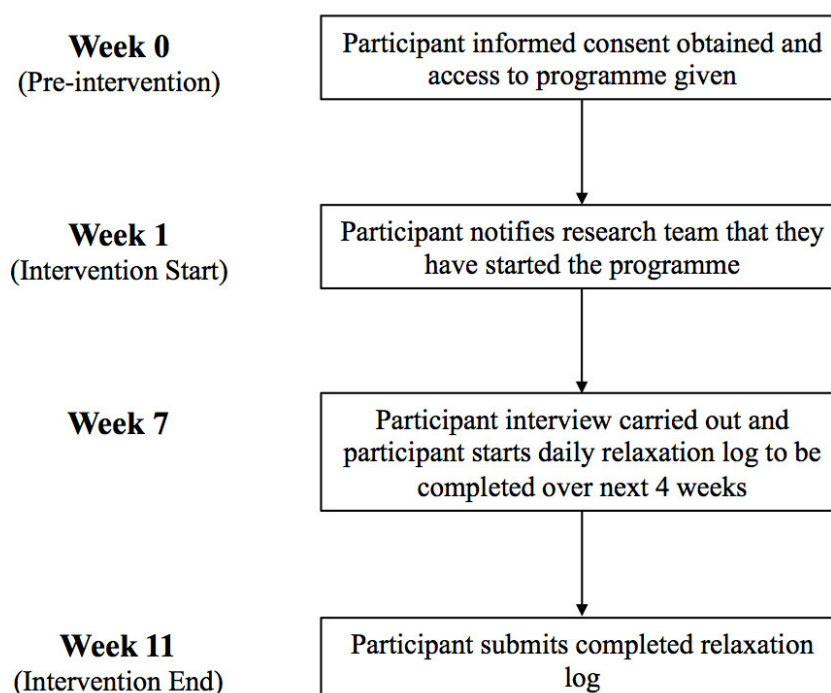 Week 0
(Pre-intervention)
Participant informed consent obtained and
access to programme given
Week 1
(Intervention Start)
Participant notifies research team that they
have started the programme
Week 7
Participant interview carried out and
participant starts daily relaxation log to be
completed over next 4 weeks
Week 11
(Intervention End)
Participant submits completed relaxation
log